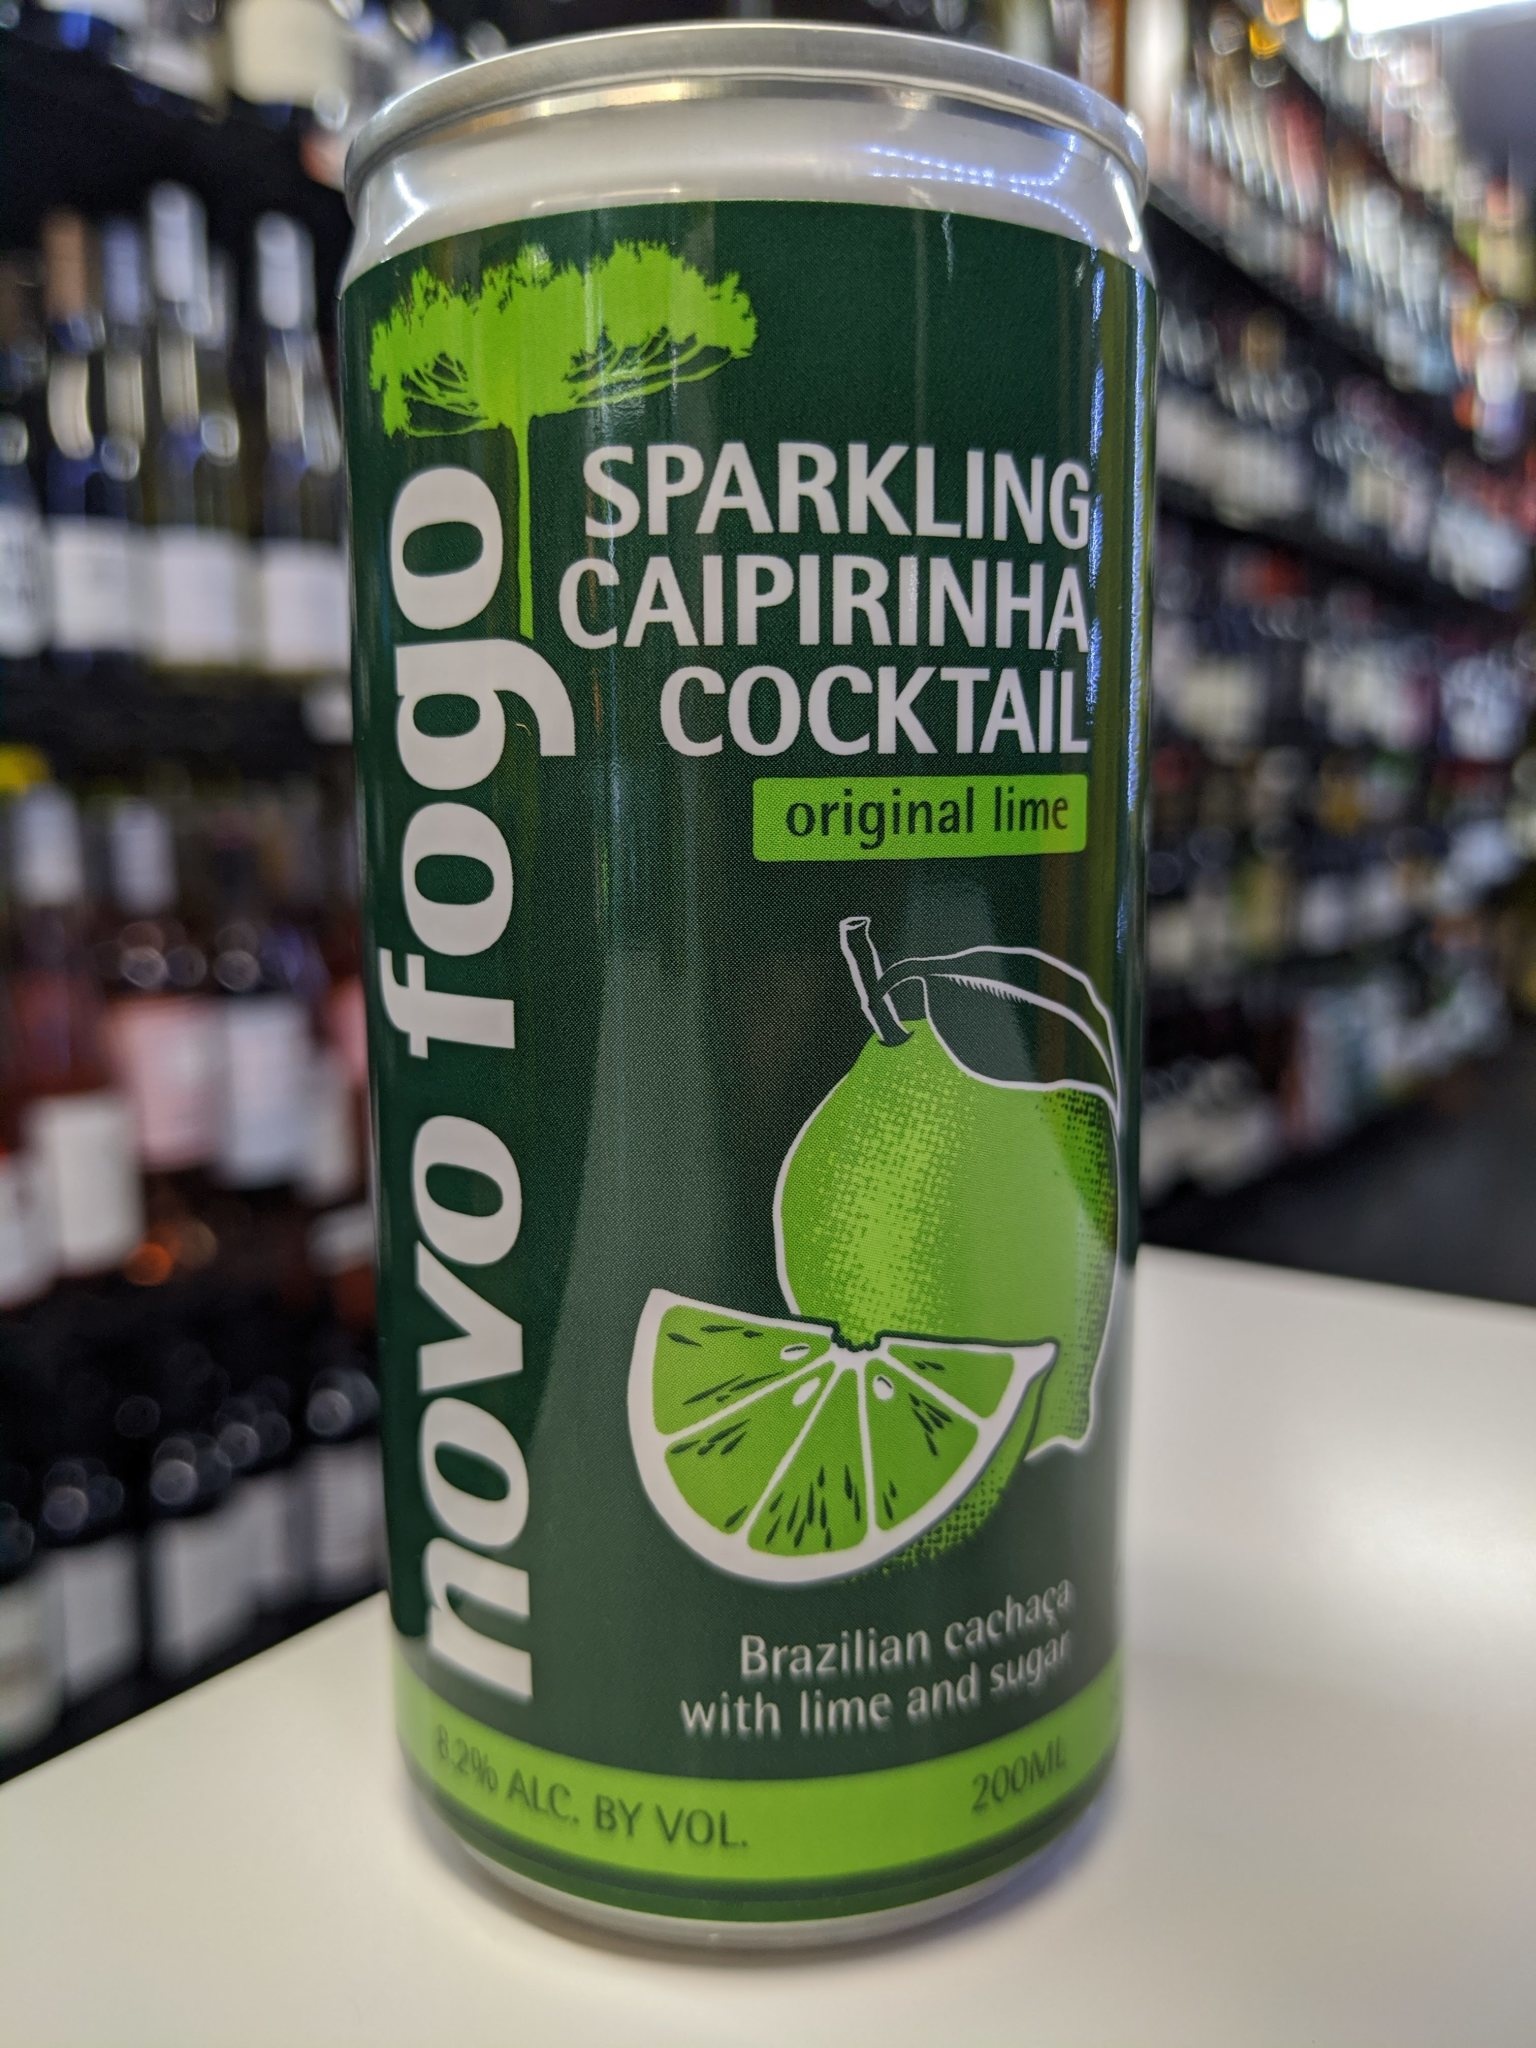 novo fogo
SPARKLING
CAIPIRINHA
COCKTAIL
original lime
Brazilian cachaça
with lime and sugar
8.2% ALC. BY VOL.
200ML